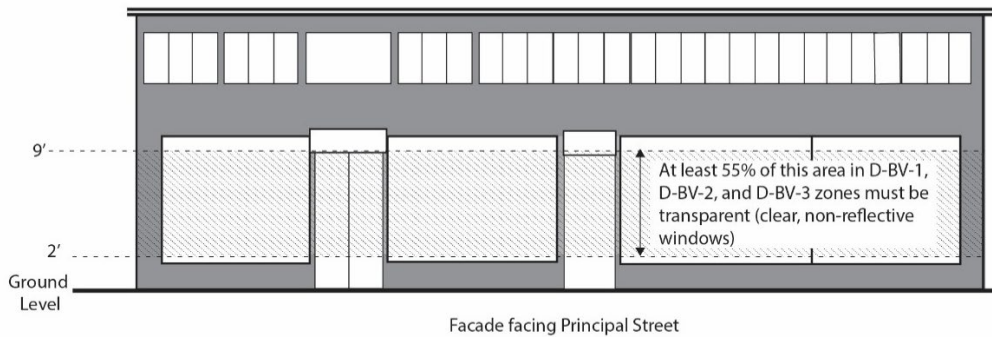 9'
At least 55% of this area in D-BV-1,
D-BV-2, and D-BV-3 zones must be
transparent (clear, non-reflective
windows)
2'
Ground
Level
Facade facing Principal Street